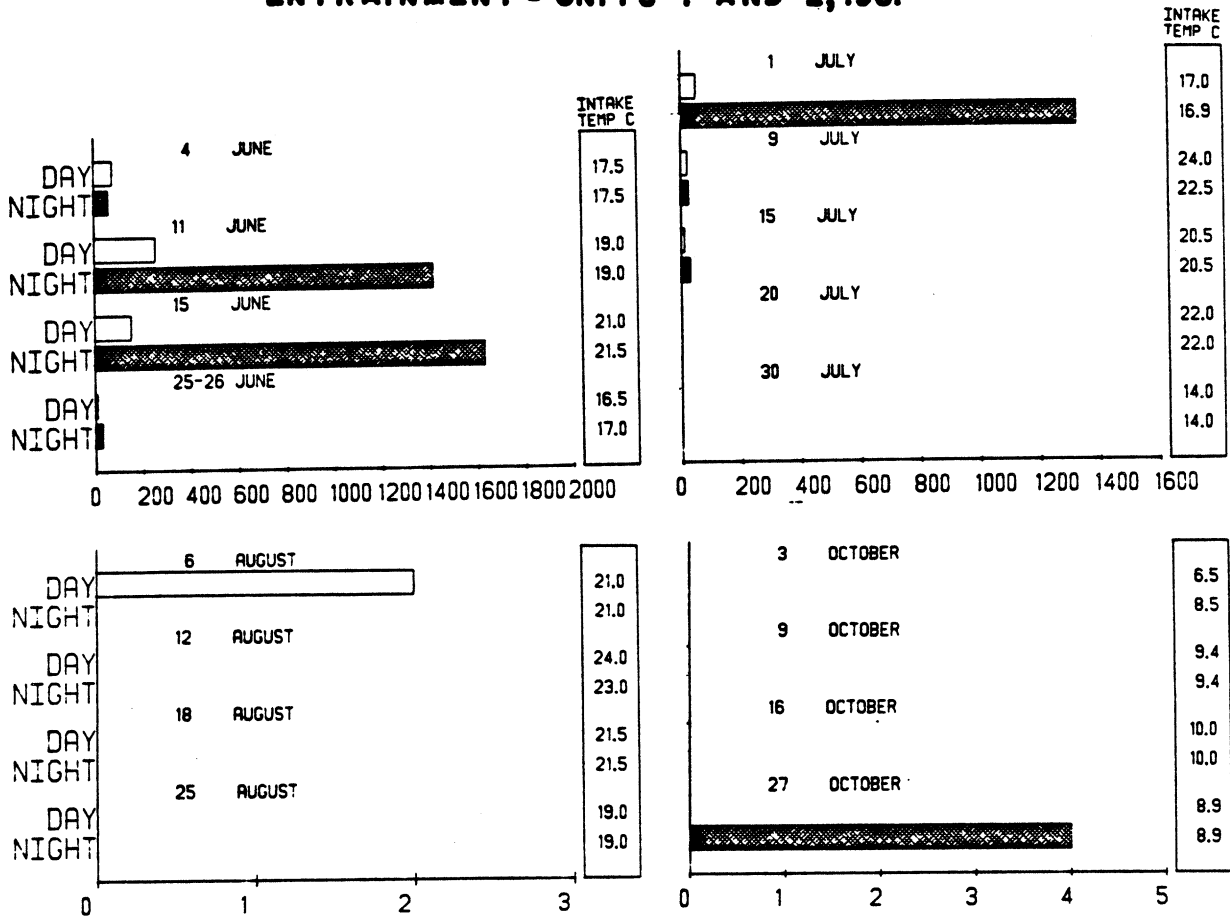 INTAKE
TEMP C
1 JULY
17.0
16.9
9 JULY
24.0
22.5
15 JULY
20.5
20.5
20 JULY
22.0
22.0
30 JULY
14.0
14.0
0 200 400 600 800 1000 1200 1400 1600
INTAKE
TEMP C
4 JUNE
DAY 17.5
NIGHT 17.5
11 JUNE
DAY 19.0
NIGHT 19.0
15 JUNE
DAY 21.0
NIGHT 21.5
25-26 JUNE
DAY 16.5
NIGHT 17.0
0 200 400 600 800 1000 1200 1400 1600 1800 2000
6 AUGUST
DAY 21.0
NIGHT 21.0
12 AUGUST
DAY 24.0
NIGHT 23.0
18 AUGUST
DAY 21.5
NIGHT 21.5
25 AUGUST
DAY 19.0
NIGHT 19.0
0 1 2 3
3 OCTOBER
6.5
8.5
9 OCTOBER
9.4
9.4
16 OCTOBER
10.0
10.0
27 OCTOBER
8.9
8.9
0 1 2 3 4 5